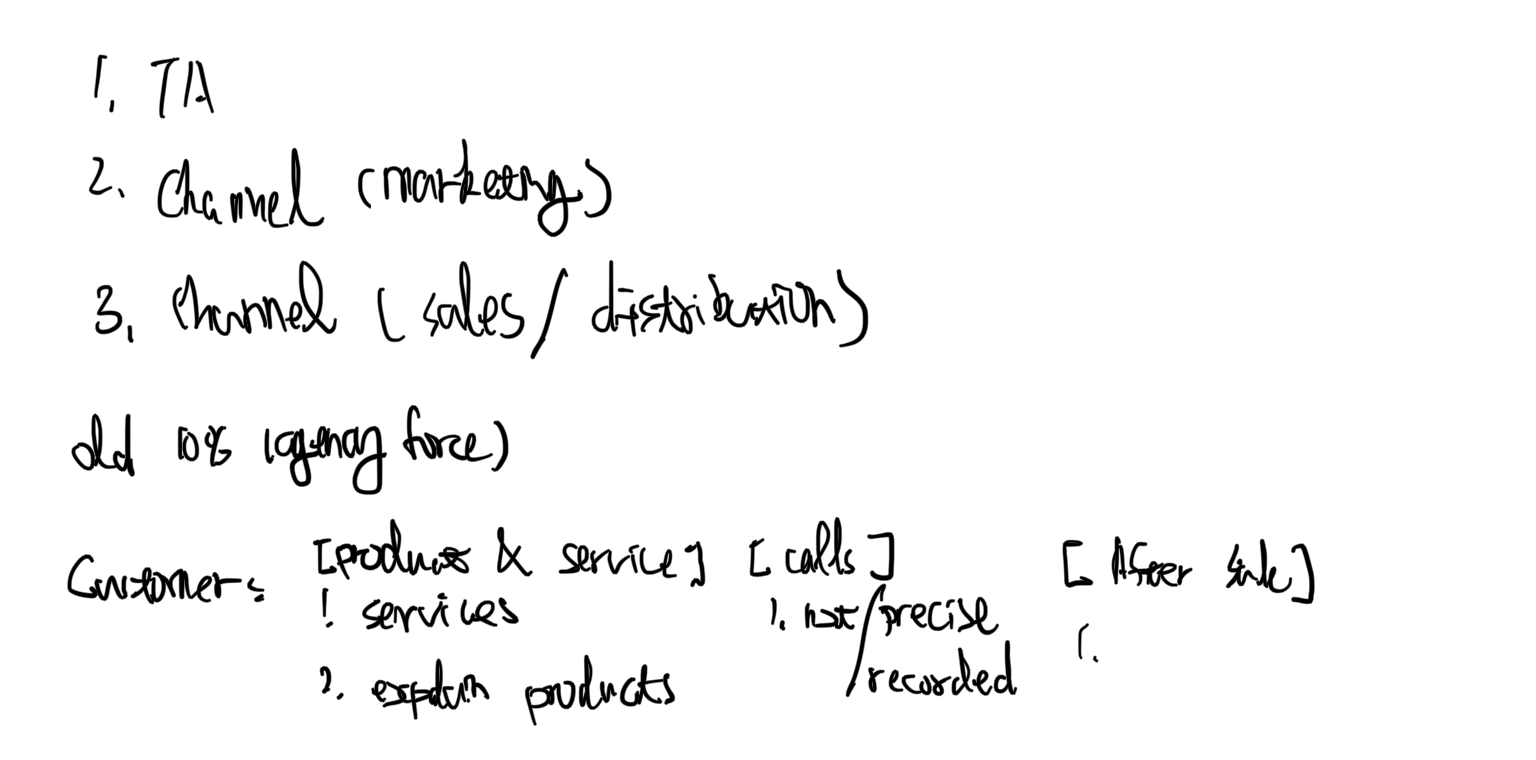 1. TA
2. Channel (marketing)
3. Channel (sales / distribution)
old 10% (agency force)
Customer: [products & service] [calls] [After sale]
1. services 1. not / precise 1.
2. explain products / recorded